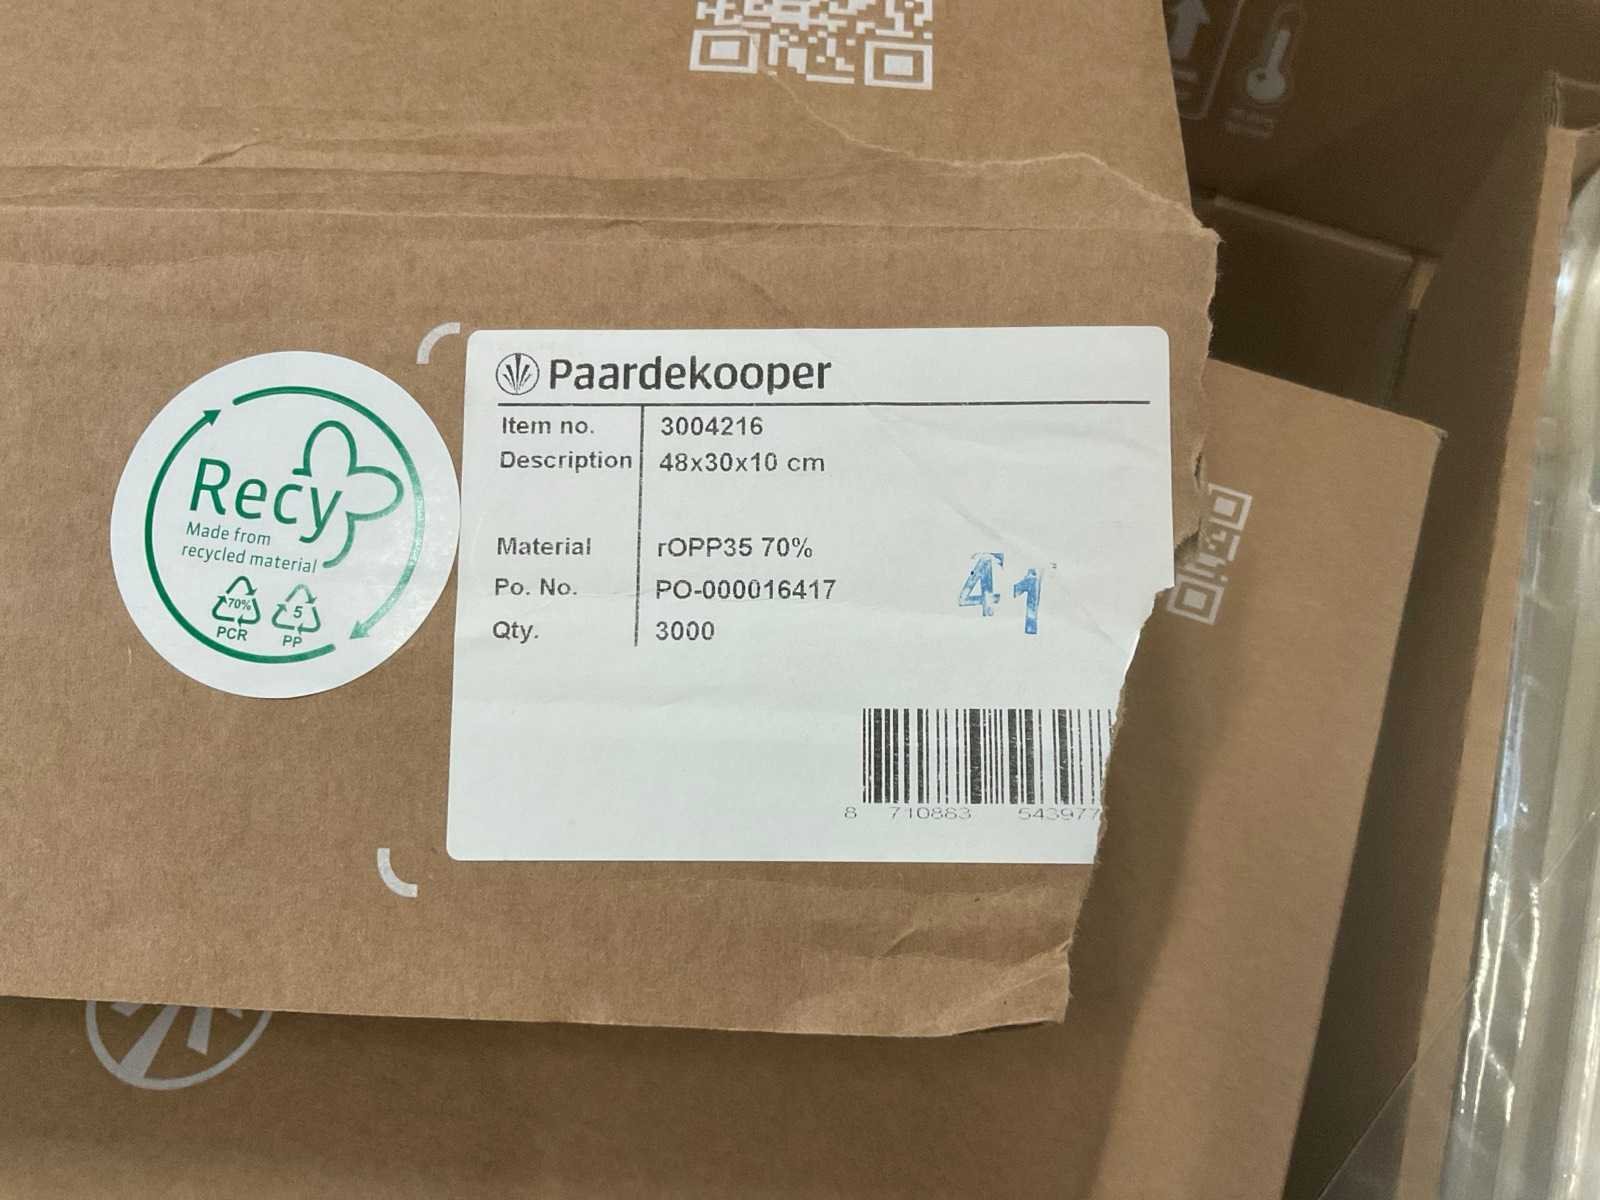 Paardekooper
Item no. 3004216
Description 48x30x10 cm
Material rOPP35 70%
Po. No. PO-000016417
Qty. 3000
41
8 710883 543977
Recy
Made from
recycled material
70% 5
PCR PP